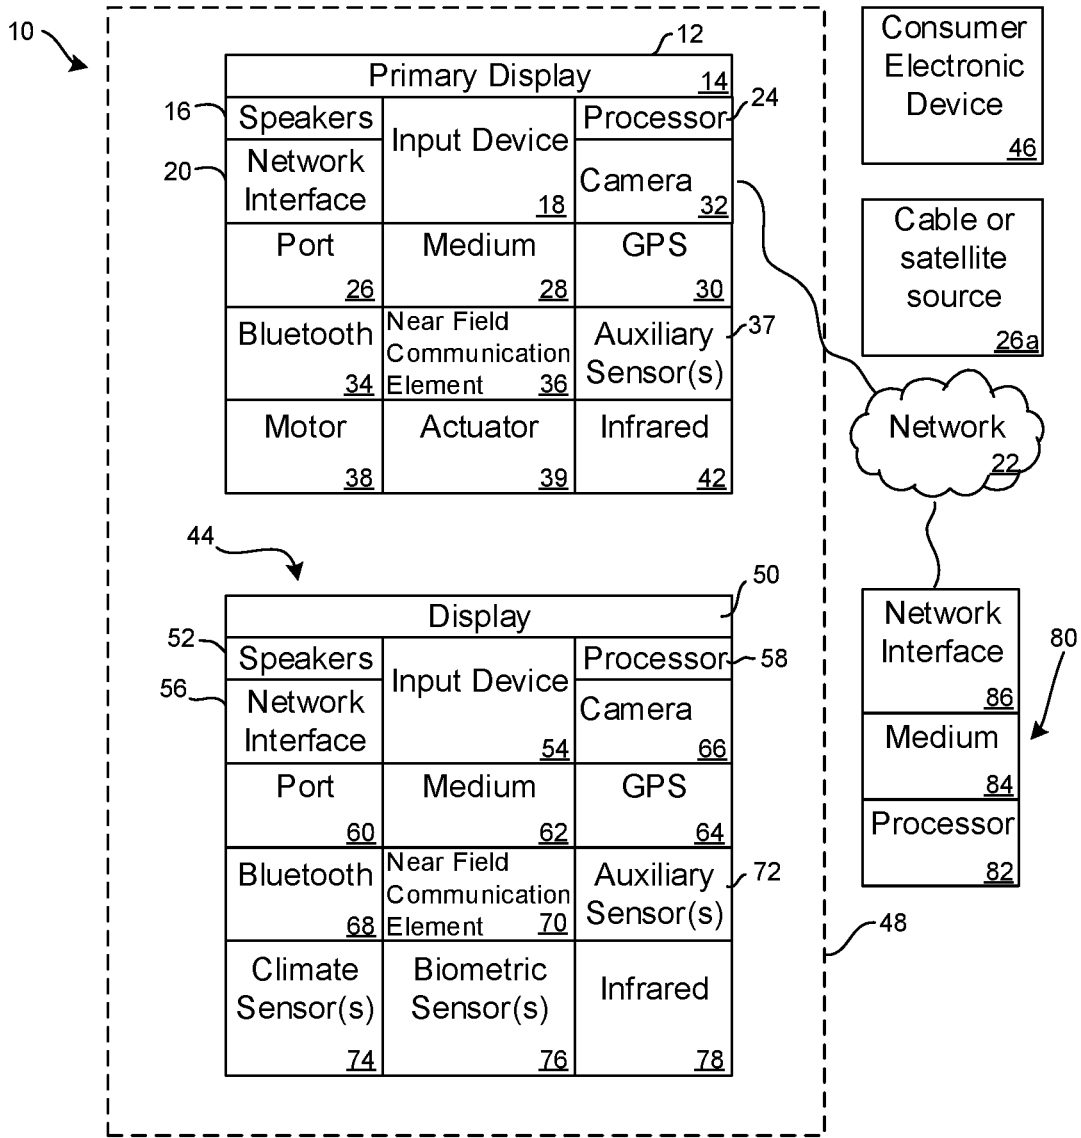 10
12
Primary Display
14
16
Speakers
Input Device
18
Processor
24
20
Network
Interface
Camera
32
Port
26
Medium
28
GPS
30
Bluetooth
34
Near Field
Communication
Element
36
Auxiliary
Sensor(s)
37
Motor
38
Actuator
39
Infrared
42
Consumer
Electronic
Device
46
Cable or
satellite
source
26a
Network
22
44
50
Display
52
Speakers
Input Device
54
Processor
58
56
Network
Interface
Camera
66
Port
60
Medium
62
GPS
64
Bluetooth
68
Near Field
Communication
Element
70
Auxiliary
Sensor(s)
72
Climate
Sensor(s)
74
Biometric
Sensor(s)
76
Infrared
78
Network
Interface
86
80
Medium
84
Processor
82
48